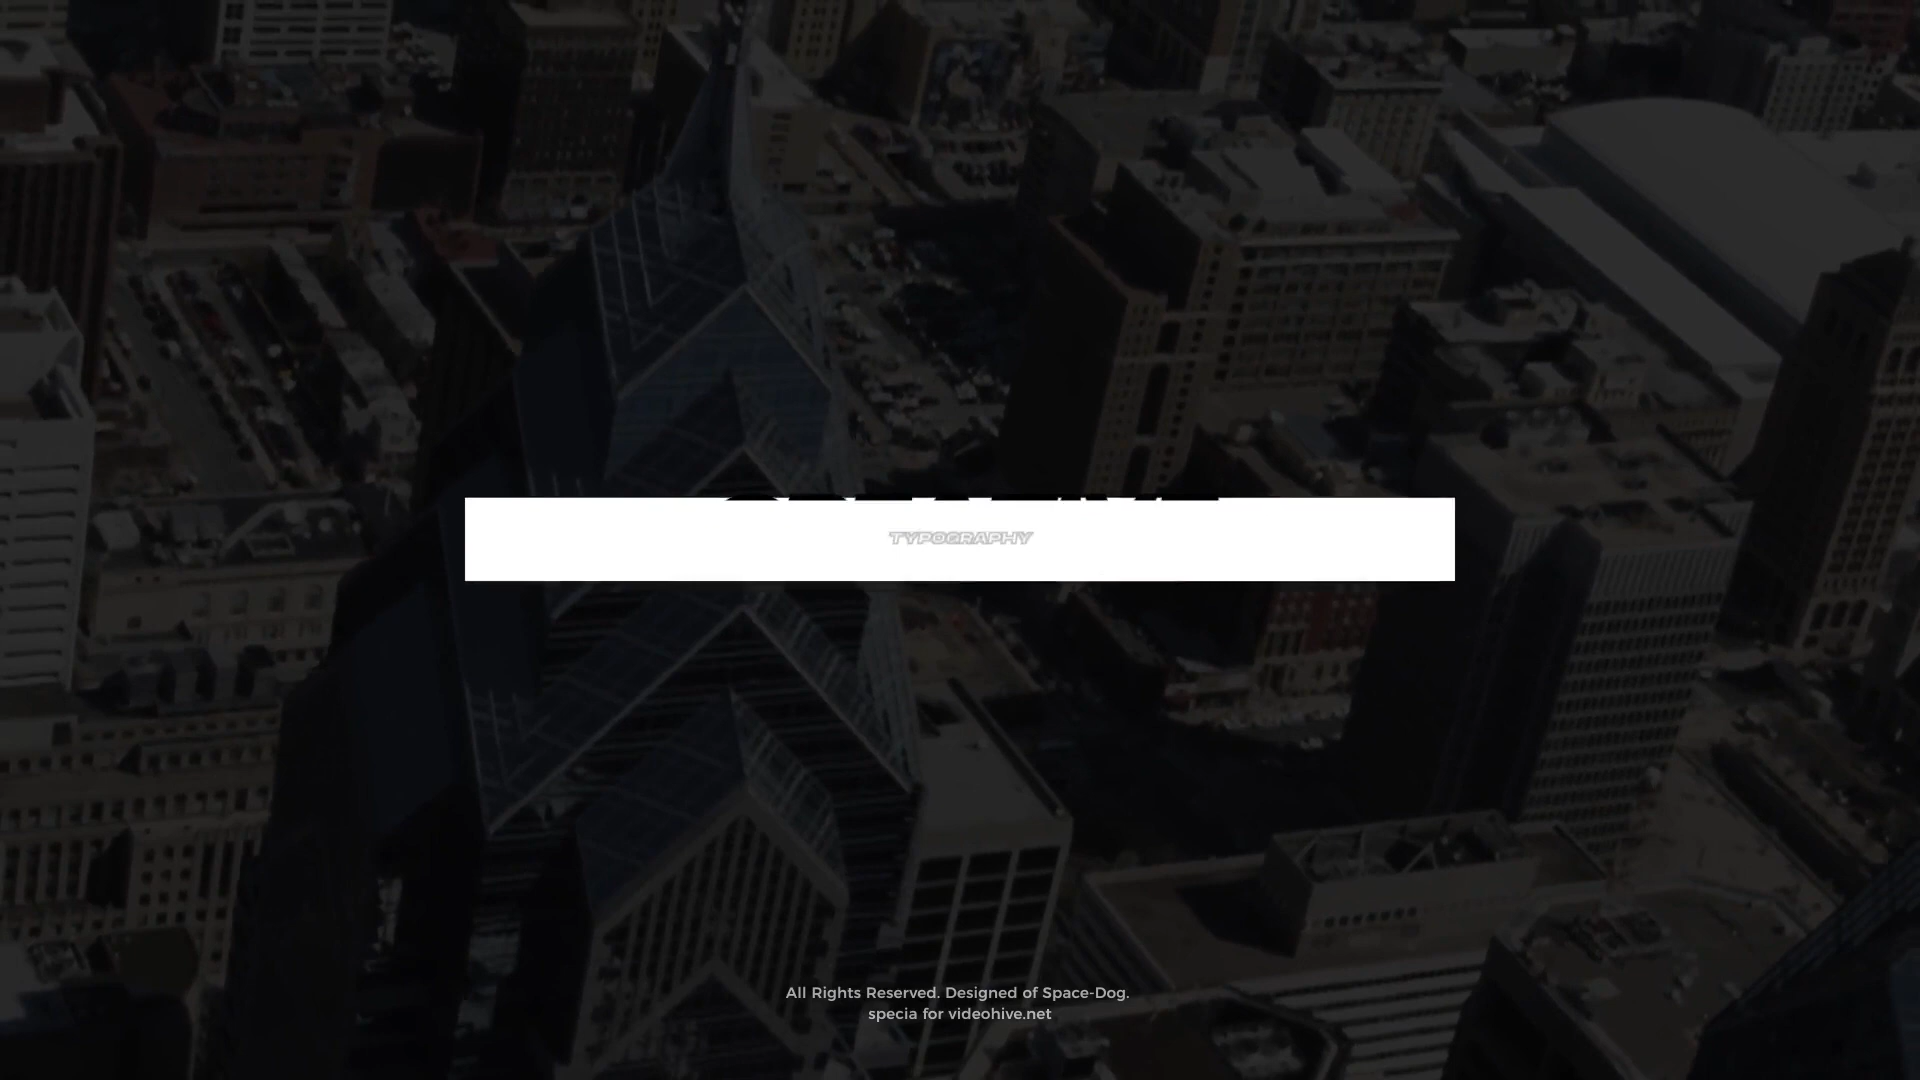 TYPOGRAPHY
All Rights Reserved. Designed of Space-Dog.
specia for videohive.net